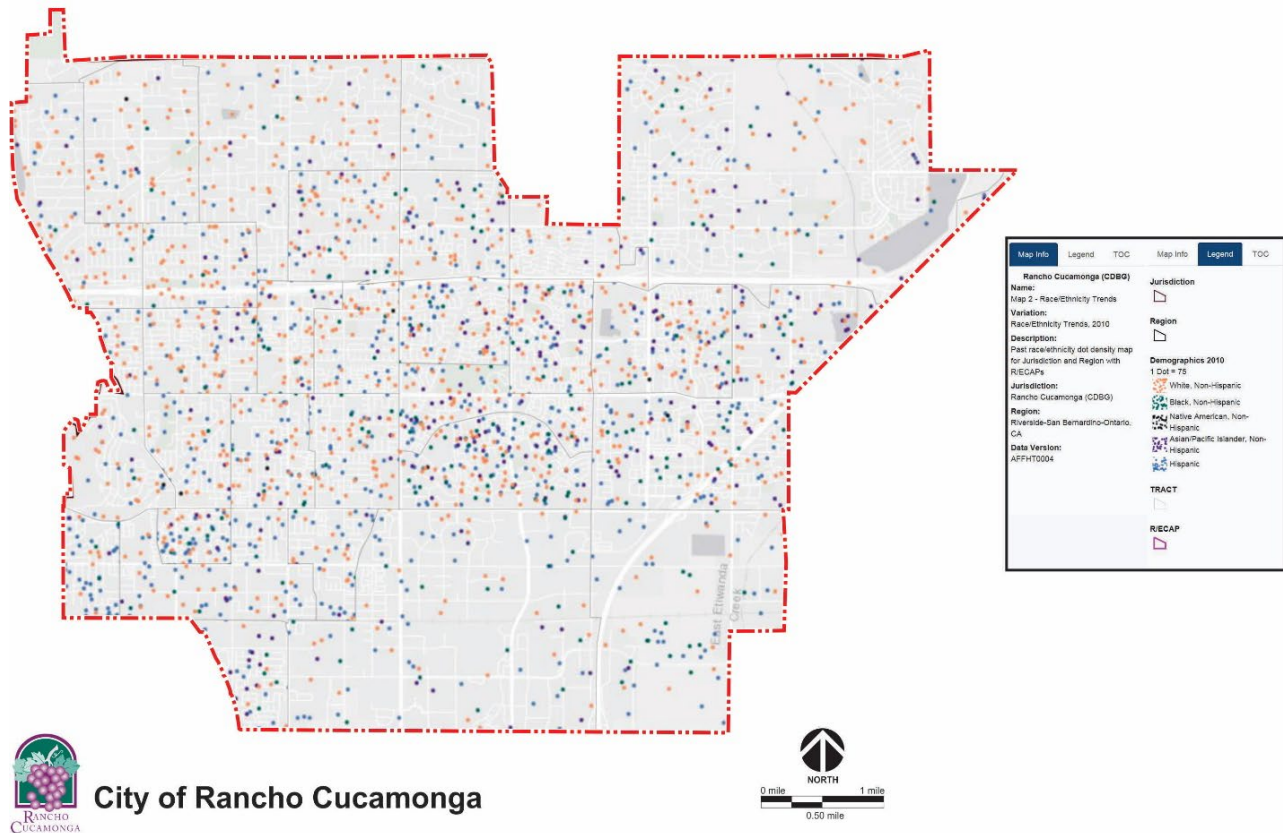 Map Info Legend TOC
Rancho Cucamonga (CDBG)
Name:
Map 2 - Race/Ethnicity Trends
Variation:
Race/Ethnicity Trends, 2010
Description:
Past race/ethnicity dot density map
for Jurisdiction and Region with
R/ECAPs
Jurisdiction:
Rancho Cucamonga (CDBG)
Region:
Riverside-San Bernardino-Ontario,
CA
Data Version:
AFFHT0004
Map Info Legend TOC
Jurisdiction
Region
Demographics 2010
1 Dot = 75
White, Non-Hispanic
Black, Non-Hispanic
Native American, Non-
Hispanic
Asian/Pacific Islander, Non-
Hispanic
Hispanic
TRACT
R/ECAP
East Etiwanda
Creek
RANCHO
CUCAMONGA
City of Rancho Cucamonga
NORTH
0 mile 1 mile
0.50 mile